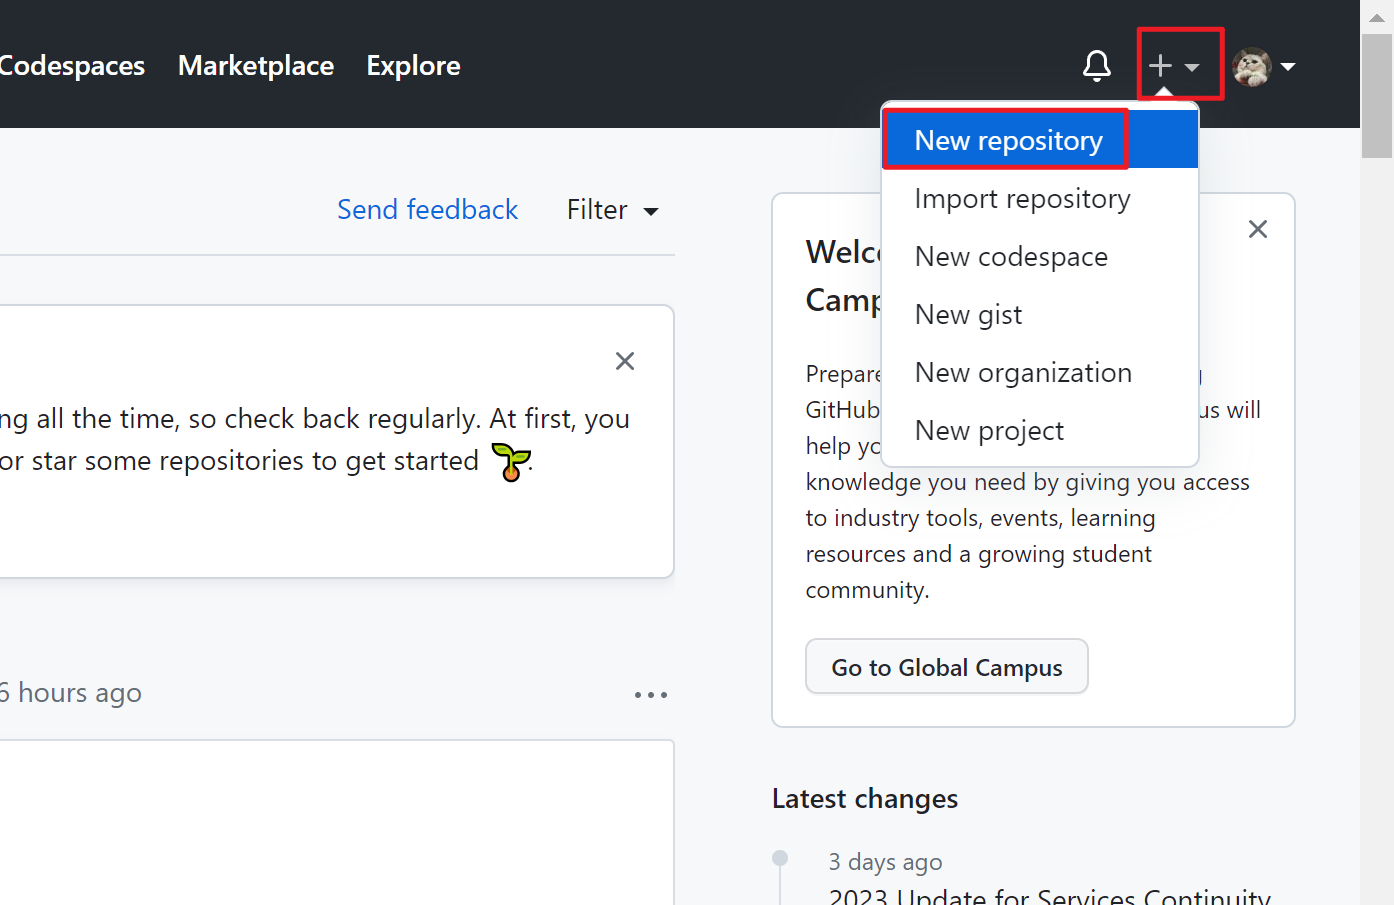 Codespaces Marketplace Explore
New repository
Import repository
New codespace
New gist
New organization
New project
Send feedback Filter
ng all the time, so check back regularly. At first, you
or star some repositories to get started 🌱.
6 hours ago
Prepare
GitHub us will
help yo
knowledge you need by giving you access
to industry tools, events, learning
resources and a growing student
community.
Go to Global Campus
Latest changes
3 days ago
2023 Update for Services Continuity